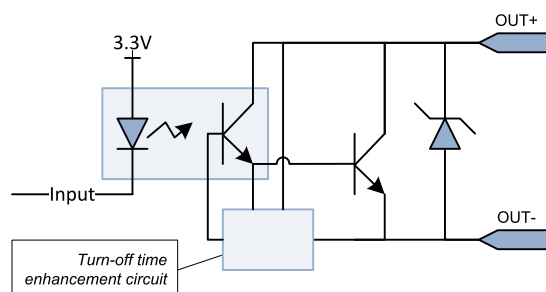 OUT+
3.3V
Input
OUT-
Turn-off time
enhancement circuit